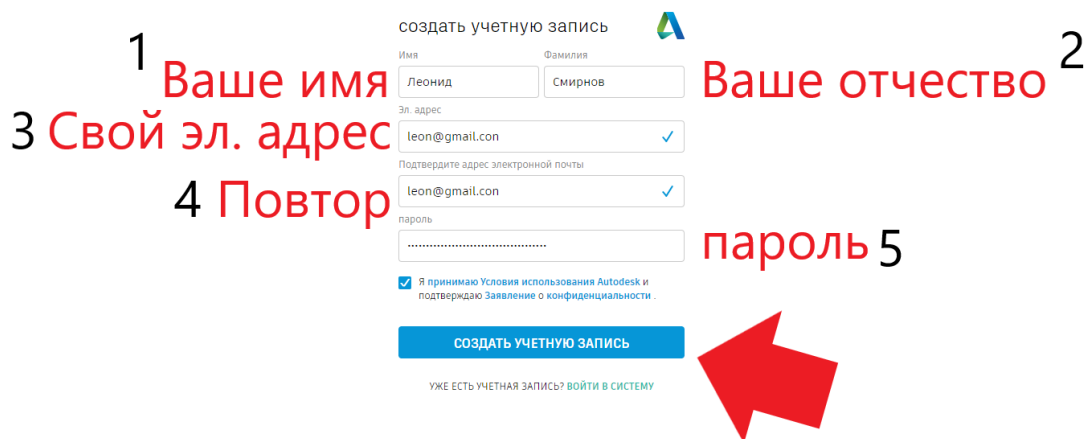 создать учетную запись
1
2
Имя
Фамилия
Ваше имя
Леонид
Смирнов
Ваше отчество
Эл. адрес
3 Свой эл. адрес
leon@gmail.con
Подтвердите адрес электронной почты
4 Повтор
leon@gmail.con
пароль
пароль 5
Я принимаю Условия использования Autodesk и
подтверждаю Заявление о конфиденциальности .
СОЗДАТЬ УЧЕТНУЮ ЗАПИСЬ
УЖЕ ЕСТЬ УЧЕТНАЯ ЗАПИСЬ? ВОЙТИ В СИСТЕМУ